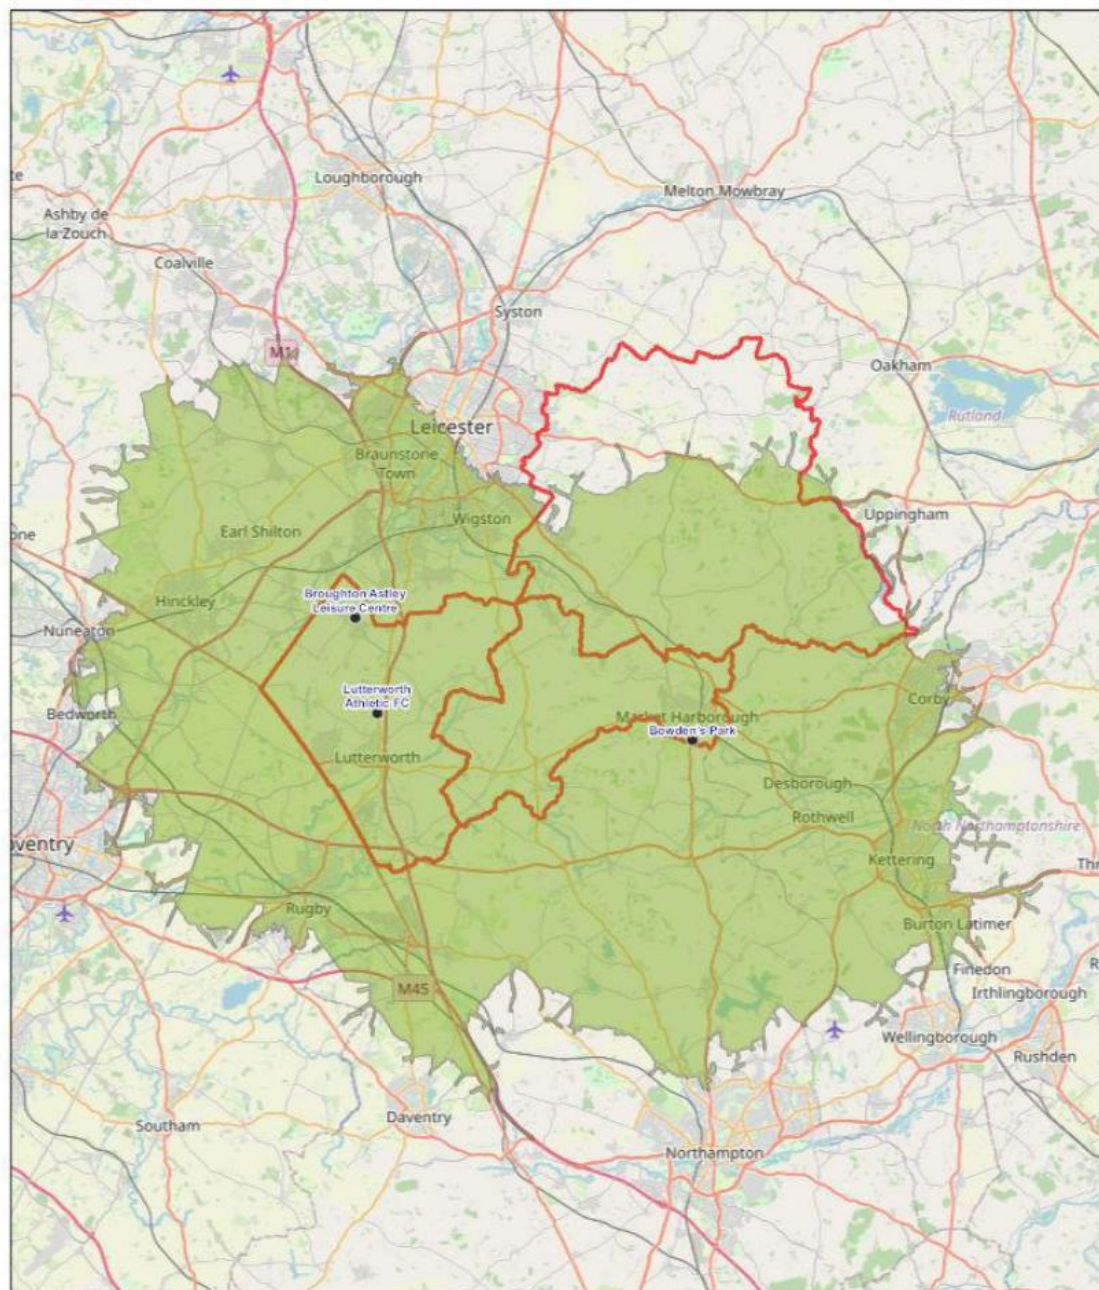 Loughborough
Melton Mowbray
Ashby de
la-Zouch
Coalville
Syston
M1
Oakham
Rutland
Leicester
Braunstone
Town
Uppingham
Wigston
Earl Shilton
Broughton Astley
Leisure Centre
Hinckley
Nuneaton
Lutterworth
Athletic FC
Corby
Bedworth
Market Harborough
Bowden's Park
Lutterworth
Desborough
Rothwell
North Northamptonshire
oventry
Kettering
Thr
Rugby
Burton Latimer
Finedon
R
M45
Irthlingborough
Wellingborough
Rushden
Daventry
Southam
Northampton